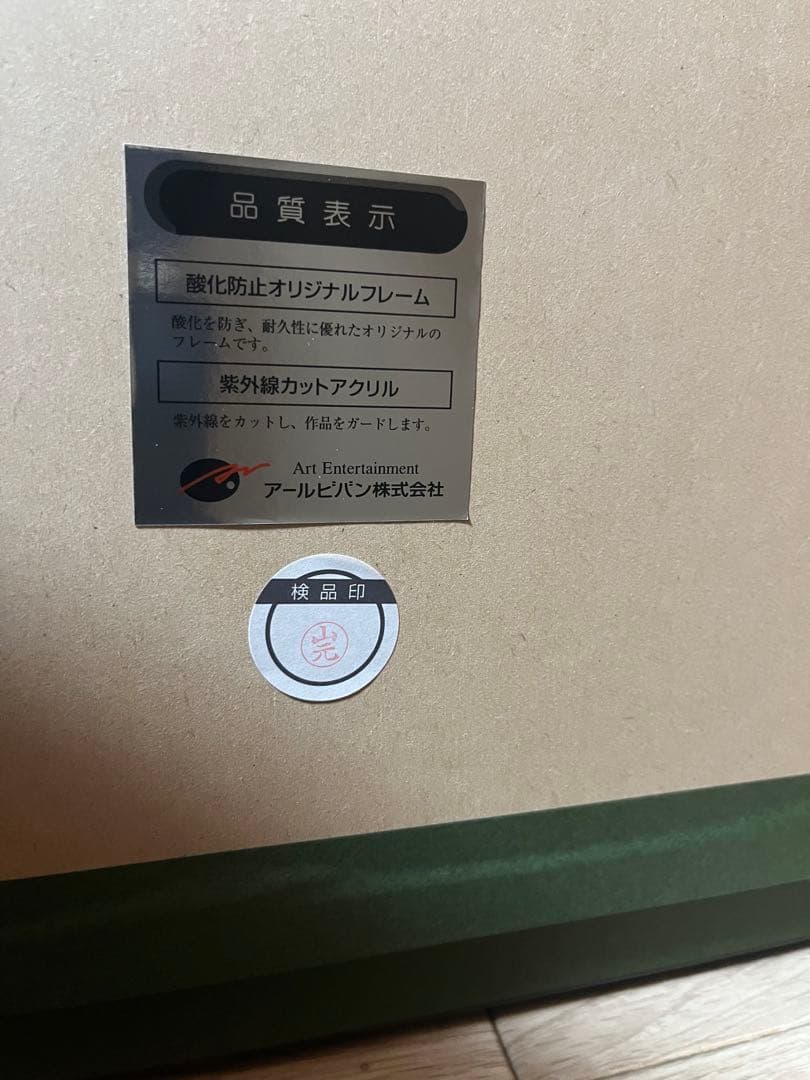 品質表示
酸化防止オリジナルフレーム
酸化を防ぎ、耐久性に優れたオリジナルの
フレームです。
紫外線カットアクリル
紫外線をカットし、作品をガードします。
Art Entertainment
アールビバン株式会社
検品印
山元